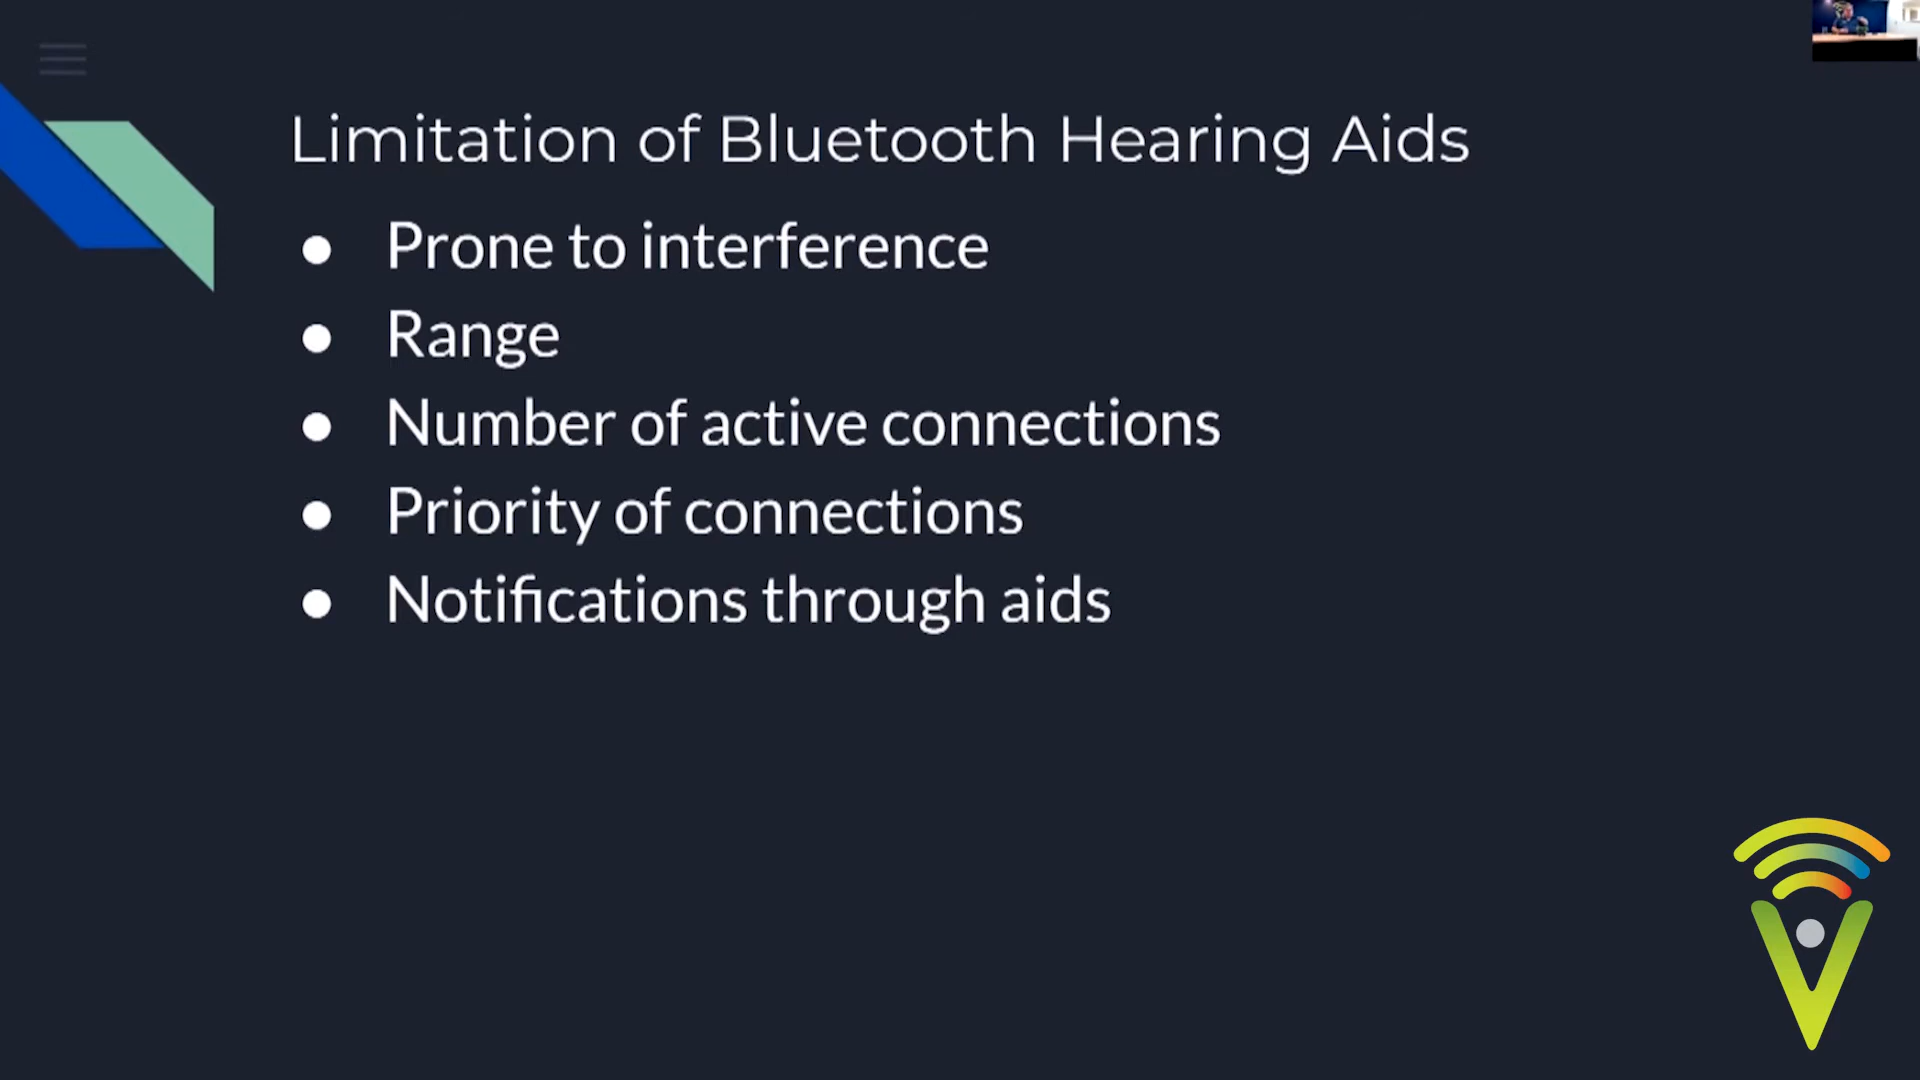 Limitation of Bluetooth Hearing Aids
● Prone to interference
● Range
● Number of active connections
● Priority of connections
● Notifications through aids